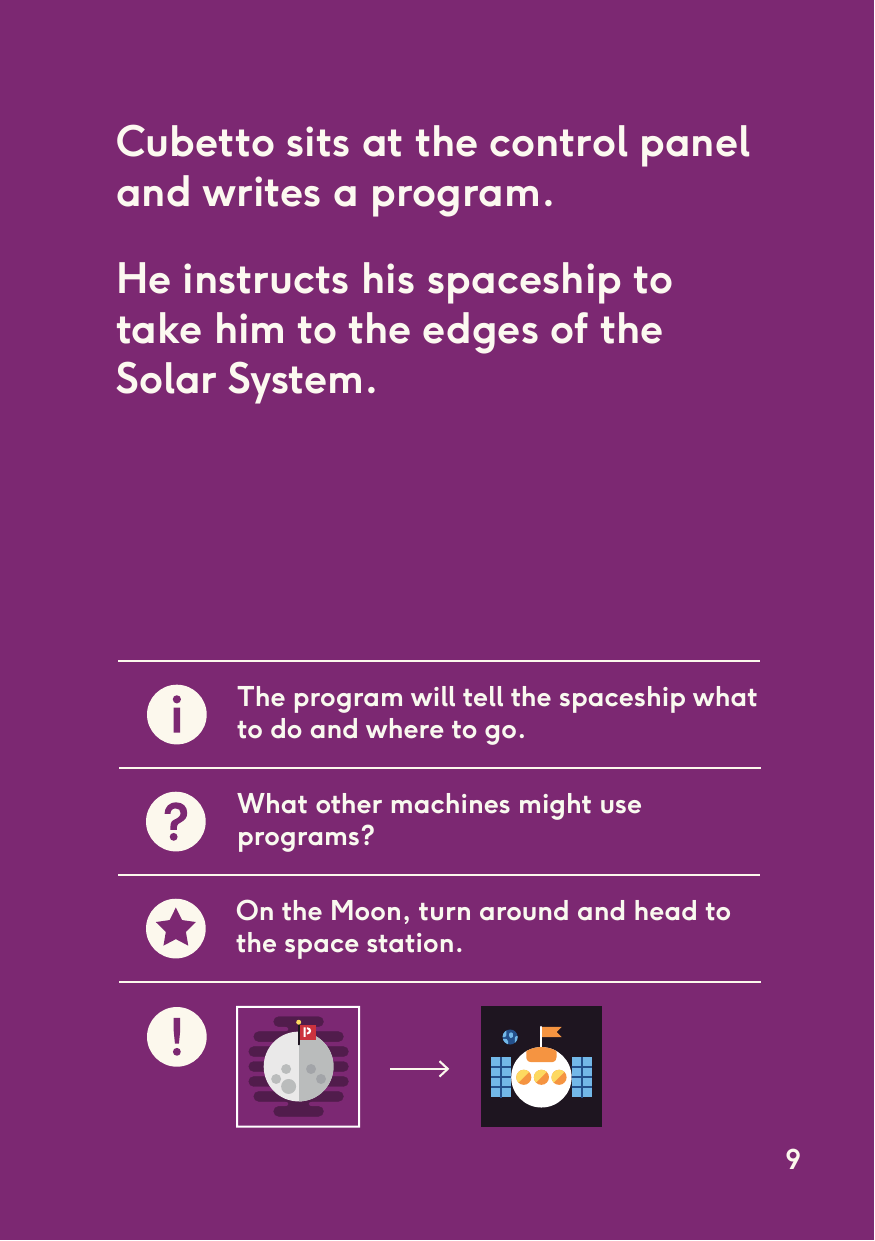 Cubetto sits at the control panel
and writes a program.
He instructs his spaceship to
take him to the edges of the
Solar System.
i
The program will tell the spaceship what
to do and where to go.
?
What other machines might use
programs?
On the Moon, turn around and head to
the space station.
!
P
9